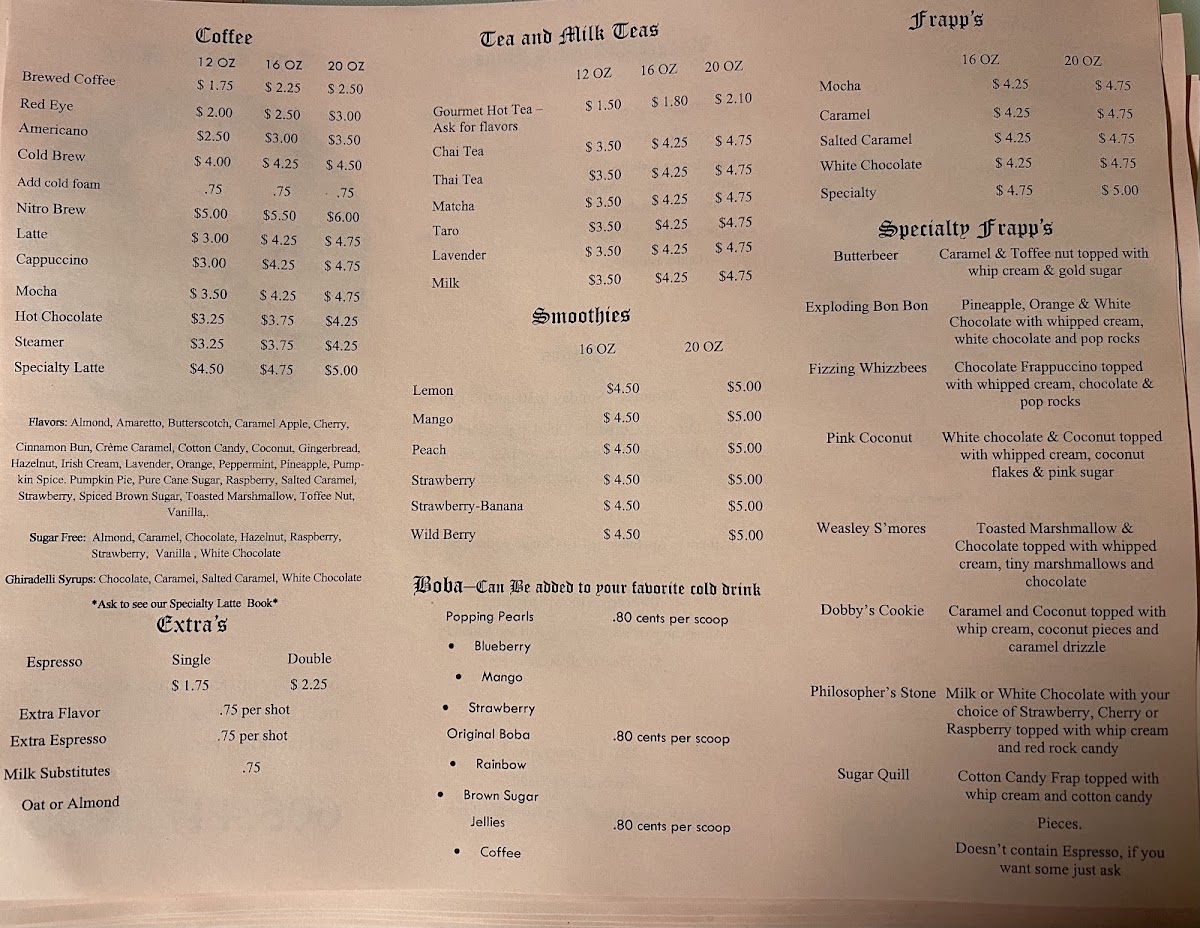 Coffee
12 OZ 16 OZ 20 OZ
Brewed Coffee $ 1.75 $ 2.25 $ 2.50
Red Eye $ 2.00 $ 2.50 $3.00
Americano $2.50 $3.00 $3.50
Cold Brew $ 4.00 $ 4.25 $ 4.50
Add cold foam .75 .75 .75
Nitro Brew $5.00 $5.50 $6.00
Latte $ 3.00 $ 4.25 $ 4.75
Cappuccino $3.00 $4.25 $ 4.75
Mocha $ 3.50 $ 4.25 $ 4.75
Hot Chocolate $3.25 $3.75 $4.25
Steamer $3.25 $3.75 $4.25
Specialty Latte $4.50 $4.75 $5.00
Flavors: Almond, Amaretto, Butterscotch, Caramel Apple, Cherry,
Cinnamon Bun, Crème Caramel, Cotton Candy, Coconut, Gingerbread,
Hazelnut, Irish Cream, Lavender, Orange, Peppermint, Pineapple, Pump-
kin Spice. Pumpkin Pie, Pure Cane Sugar, Raspberry, Salted Caramel,
Strawberry, Spiced Brown Sugar, Toasted Marshmallow, Toffee Nut,
Vanilla,.
Sugar Free: Almond, Caramel, Chocolate, Hazelnut, Raspberry,
Strawberry, Vanilla , White Chocolate
Ghiradelli Syrups: Chocolate, Caramel, Salted Caramel, White Chocolate
*Ask to see our Specialty Latte Book*
Extra's
Espresso Single Double
$ 1.75 $ 2.25
Extra Flavor .75 per shot
Extra Espresso .75 per shot
Milk Substitutes .75
Oat or Almond
Tea and Milk Teas
12 OZ 16 OZ 20 OZ
Gourmet Hot Tea – $ 1.50 $ 1.80 $ 2.10
Ask for flavors
Chai Tea $ 3.50 $ 4.25 $ 4.75
Thai Tea $3.50 $ 4.25 $ 4.75
Matcha $ 3.50 $ 4.25 $ 4.75
Taro $3.50 $4.25 $4.75
Lavender $ 3.50 $ 4.25 $ 4.75
Milk $3.50 $4.25 $4.75
Smoothies
16 OZ 20 OZ
Lemon $4.50 $5.00
Mango $ 4.50 $5.00
Peach $ 4.50 $5.00
Strawberry $ 4.50 $5.00
Strawberry-Banana $ 4.50 $5.00
Wild Berry $ 4.50 $5.00
Boba—Can Be added to your favorite cold drink
Popping Pearls .80 cents per scoop
• Blueberry
• Mango
• Strawberry
Original Boba .80 cents per scoop
• Rainbow
• Brown Sugar
Jellies .80 cents per scoop
• Coffee
Frapp's
16 OZ 20 OZ
Mocha $ 4.25 $ 4.75
Caramel $ 4.25 $ 4.75
Salted Caramel $ 4.25 $ 4.75
White Chocolate $ 4.25 $ 4.75
Specialty $ 4.75 $ 5.00
Specialty Frapp's
Butterbeer Caramel & Toffee nut topped with
whip cream & gold sugar
Exploding Bon Bon Pineapple, Orange & White
Chocolate with whipped cream,
white chocolate and pop rocks
Fizzing Whizzbees Chocolate Frappuccino topped
with whipped cream, chocolate &
pop rocks
Pink Coconut White chocolate & Coconut topped
with whipped cream, coconut
flakes & pink sugar
Weasley S'mores Toasted Marshmallow &
Chocolate topped with whipped
cream, tiny marshmallows and
chocolate
Dobby's Cookie Caramel and Coconut topped with
whip cream, coconut pieces and
caramel drizzle
Philosopher's Stone Milk or White Chocolate with your
choice of Strawberry, Cherry or
Raspberry topped with whip cream
and red rock candy
Sugar Quill Cotton Candy Frap topped with
whip cream and cotton candy
Pieces.
Doesn't contain Espresso, if you
want some just ask